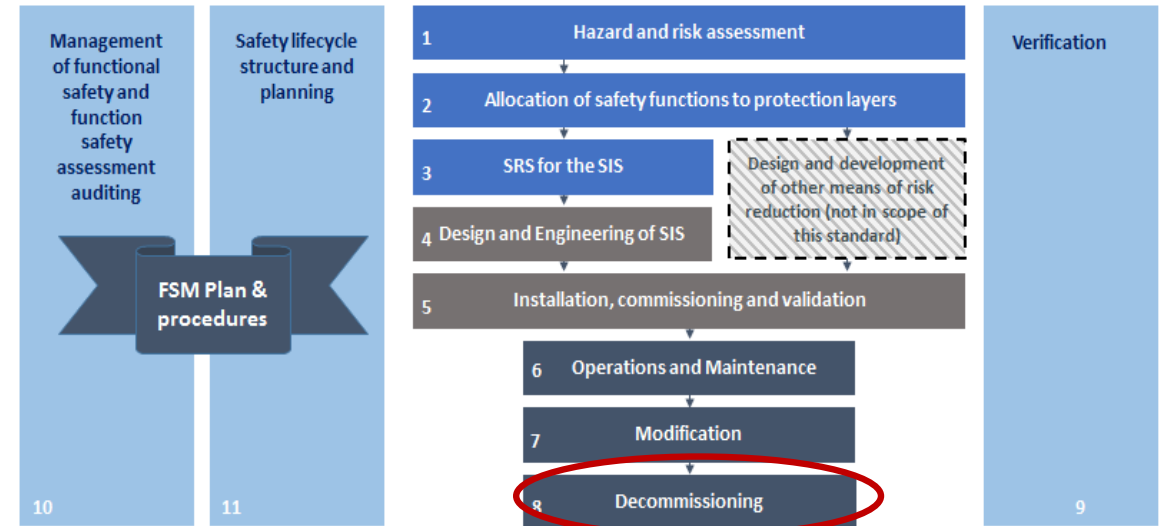 Management
of functional
safety and
function
safety
assessment
auditing
10
Safety lifecycle
structure and
planning
11
FSM Plan &
procedures
1 Hazard and risk assessment
2 Allocation of safety functions to protection layers
3 SRS for the SIS
Design and development
of other means of risk
reduction (not in scope of
this standard)
4 Design and Engineering of SIS
5 Installation, commissioning and validation
6 Operations and Maintenance
7 Modification
8 Decommissioning
Verification
9